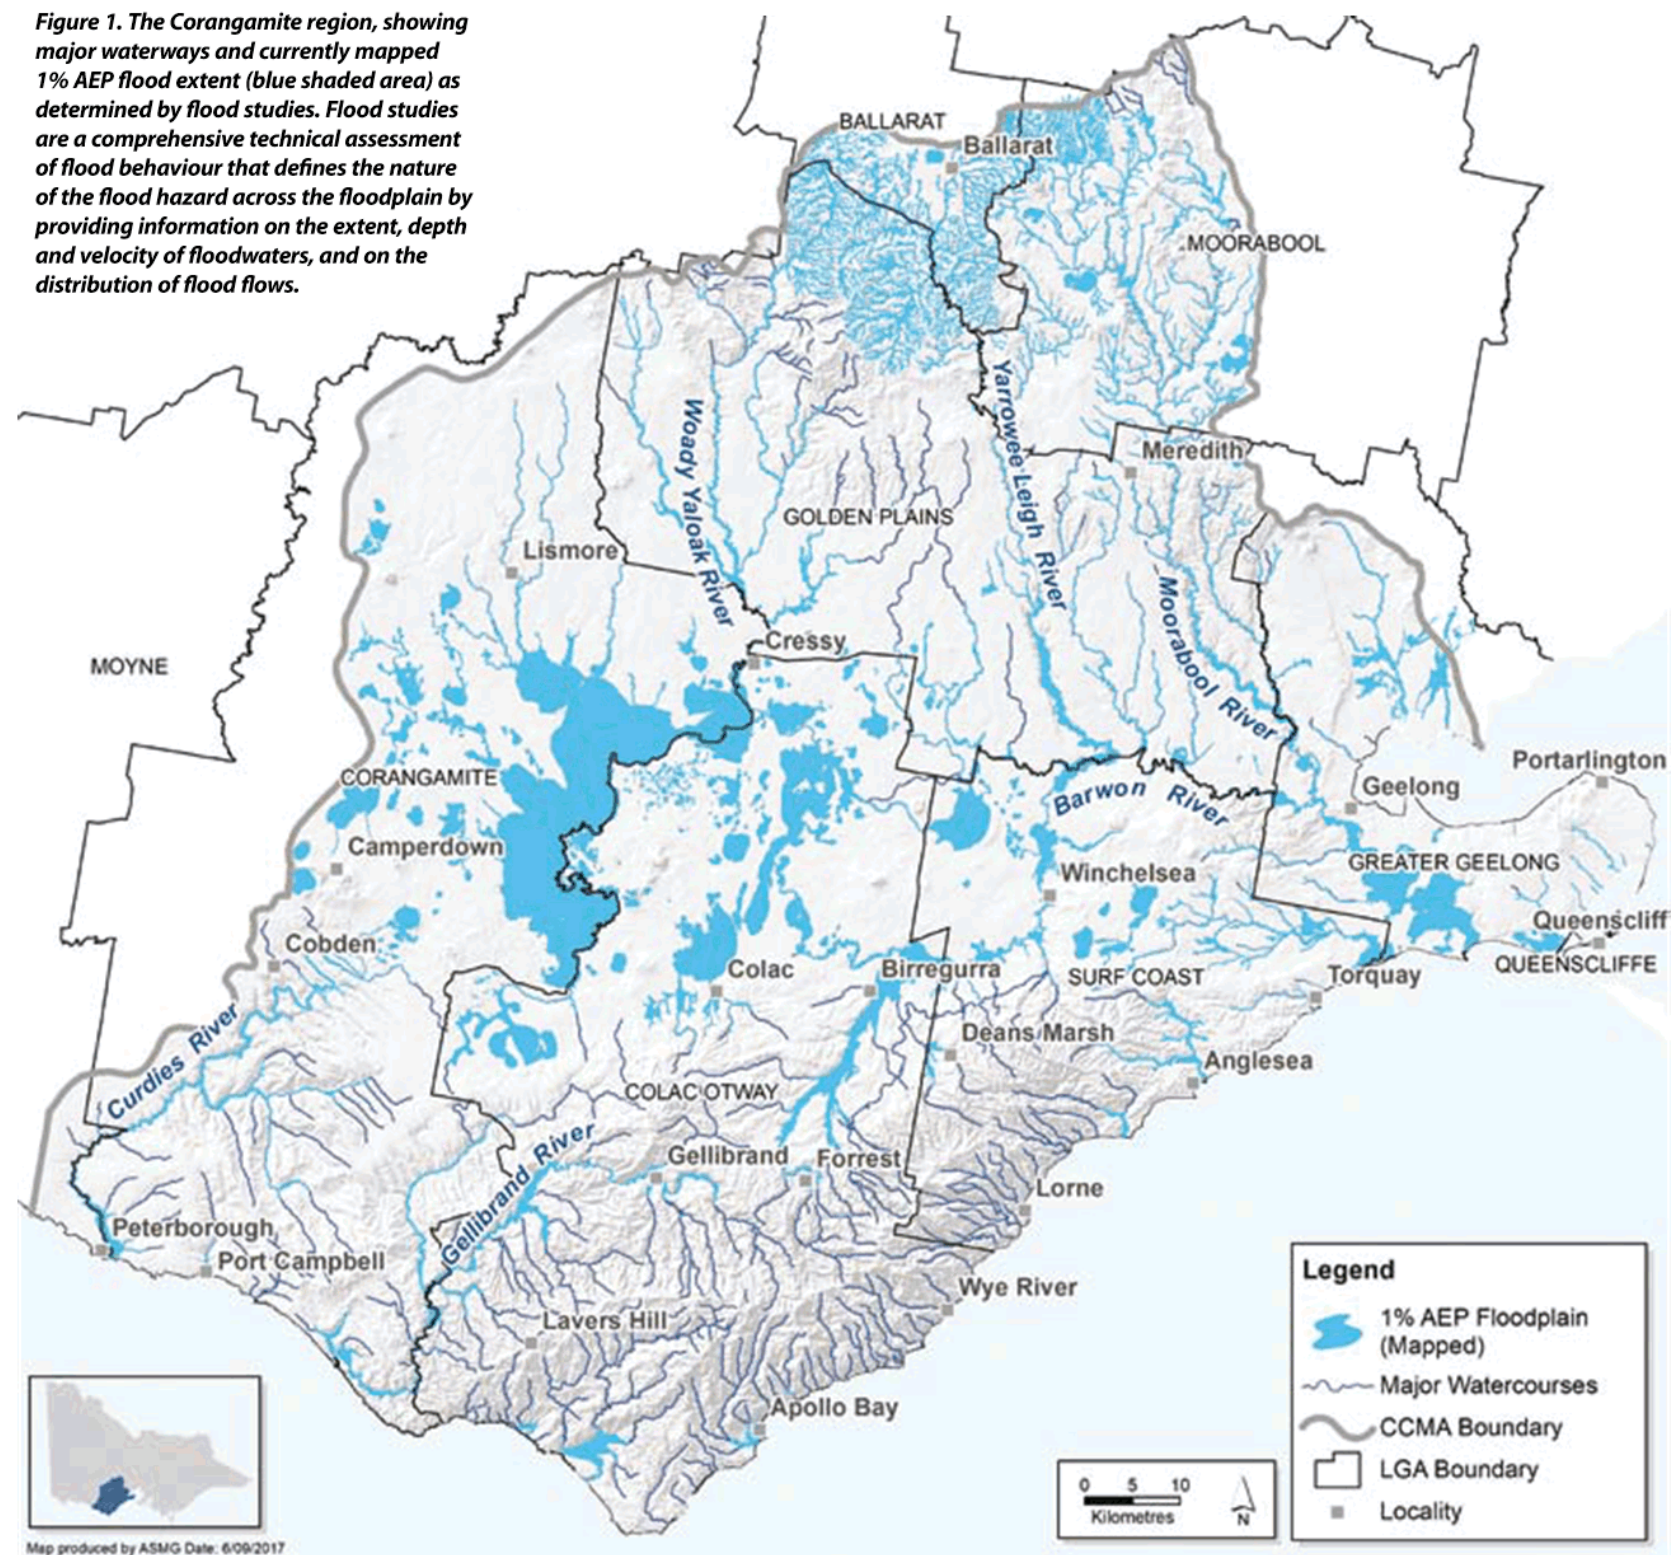 Figure 1. The Corangamite region, showing
major waterways and currently mapped
1% AEP flood extent (blue shaded area) as
determined by flood studies. Flood studies
are a comprehensive technical assessment
of flood behaviour that defines the nature
of the flood hazard across the floodplain by
providing information on the extent, depth
and velocity of floodwaters, and on the
distribution of flood flows.
BALLARAT
Ballarat
MOORABOOL
Yarrowee Leigh River
Woady Yaloak River
Meredith
GOLDEN PLAINS
Lismore
Moorabool River
Cressy
MOYNE
CORANGAMITE
Portarlington
Geelong
Barwon River
Camperdown
GREATER GEELONG
Winchelsea
Queenscliff
Cobden
QUEENSCLIFFE
Colac
Birregurra
SURF COAST
Torquay
Curdies River
Deans Marsh
Anglesea
COLAC OTWAY
Gellibrand River
Gellibrand
Forrest
Lorne
Peterborough
Port Campbell
Wye River
Lavers Hill
Apollo Bay
Legend
1% AEP Floodplain
(Mapped)
Major Watercourses
CCMA Boundary
LGA Boundary
Locality
0 5 10
Kilometres
N
Map produced by ASMG Date: 6/09/2017